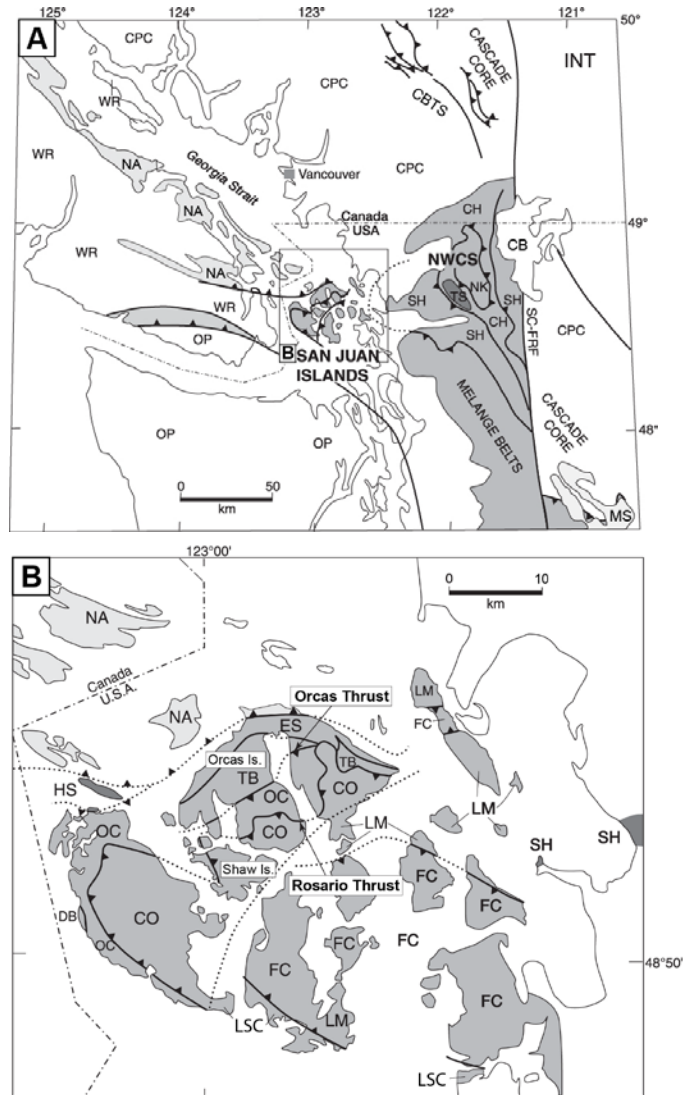 125°
124°
123°
122°
121°
50°
A
CPC
CPC
CASCADE
CORE
INT
WR
CBTS
WR
NA
Georgia Strait
Vancouver
CPC
NA
Canada
USA
CH
49°
WR
NWCS
CB
NA
NK
WR
SH
TS
SH
CH
SC-FRF
CPC
OP
B
SAN JUAN
ISLANDS
SH
MELANGE BELTS
CASCADE
CORE
48°
OP
OP
0
50
km
MS
B
123°00'
0
10
km
NA
Canada
U.S.A.
LM
Orcas Thrust
FC
NA
ES
Orcas Is.
TB
TB
HS
OC
CO
LM
OC
CO
LM
SH
SH
Shaw Is.
Rosario Thrust
FC
FC
DB
CO
OC
FC
FC
48°50'
FC
FC
LSC
LM
LSC